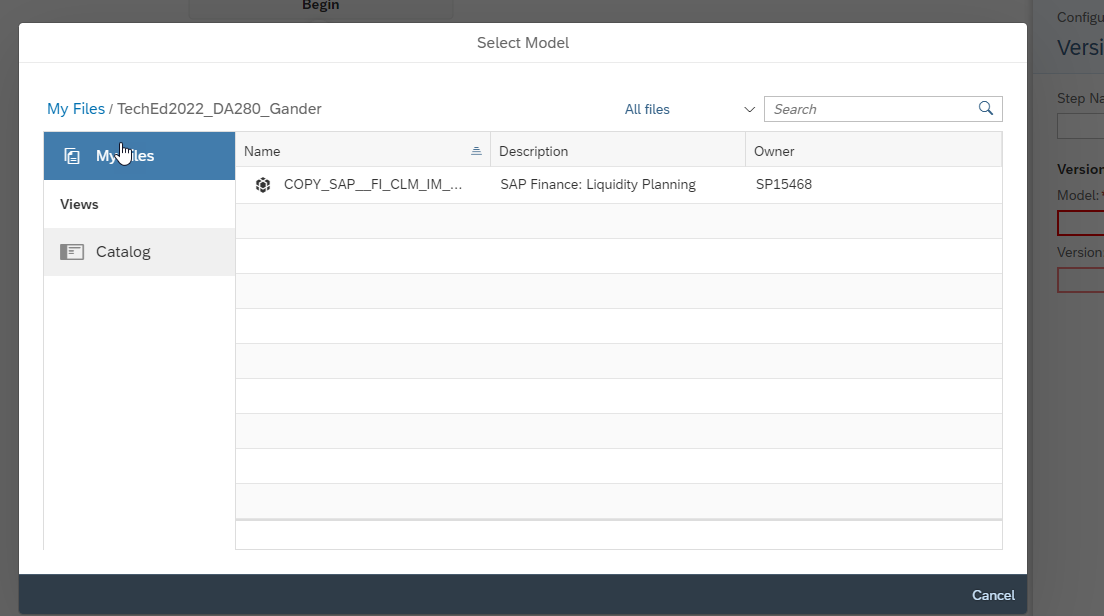 Begin
Select Model
My Files / TechEd2022_DA280_Gander
All files
Search
My Files
Views
Catalog
Name
Description
Owner
COPY_SAP__FI_CLM_IM_...
SAP Finance: Liquidity Planning
SP15468
Cancel
Configu
Versi
Step Na
Version
Model:*
Version